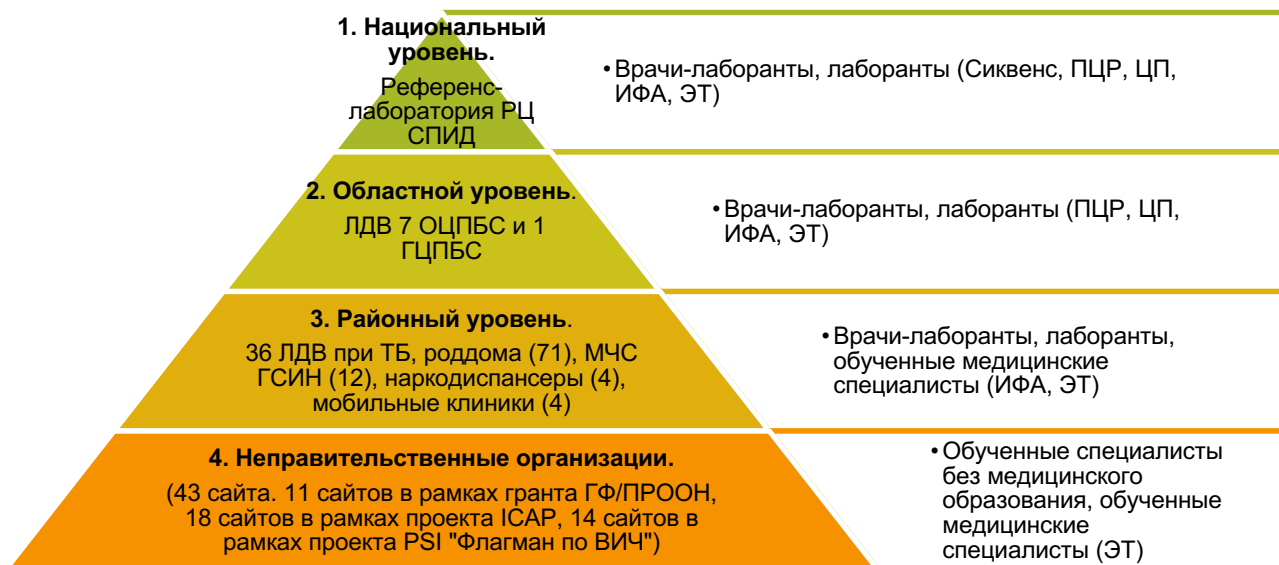 1. Национальный
уровень.
Референс-
лаборатория РЦ
СПИД
• Врачи-лаборанты, лаборанты (Сиквенс, ПЦР, ЦП,
ИФА, ЭТ)
2. Областной уровень.
ЛДВ 7 ОЦПБС и 1
ГЦПБС
• Врачи-лаборанты, лаборанты (ПЦР, ЦП,
ИФА, ЭТ)
3. Районный уровень.
36 ЛДВ при ТБ, роддома (71), МЧС
ГСИН (12), наркодиспансеры (4),
мобильные клиники (4)
• Врачи-лаборанты, лаборанты,
обученные медицинские
специалисты (ИФА, ЭТ)
4. Неправительственные организации.
(43 сайта. 11 сайтов в рамках гранта ГФ/ПРООН,
18 сайтов в рамках проекта ICAP, 14 сайтов в
рамках проекта PSI "Флагман по ВИЧ")
• Обученные специалисты
без медицинского
образования, обученные
медицинские
специалисты (ЭТ)